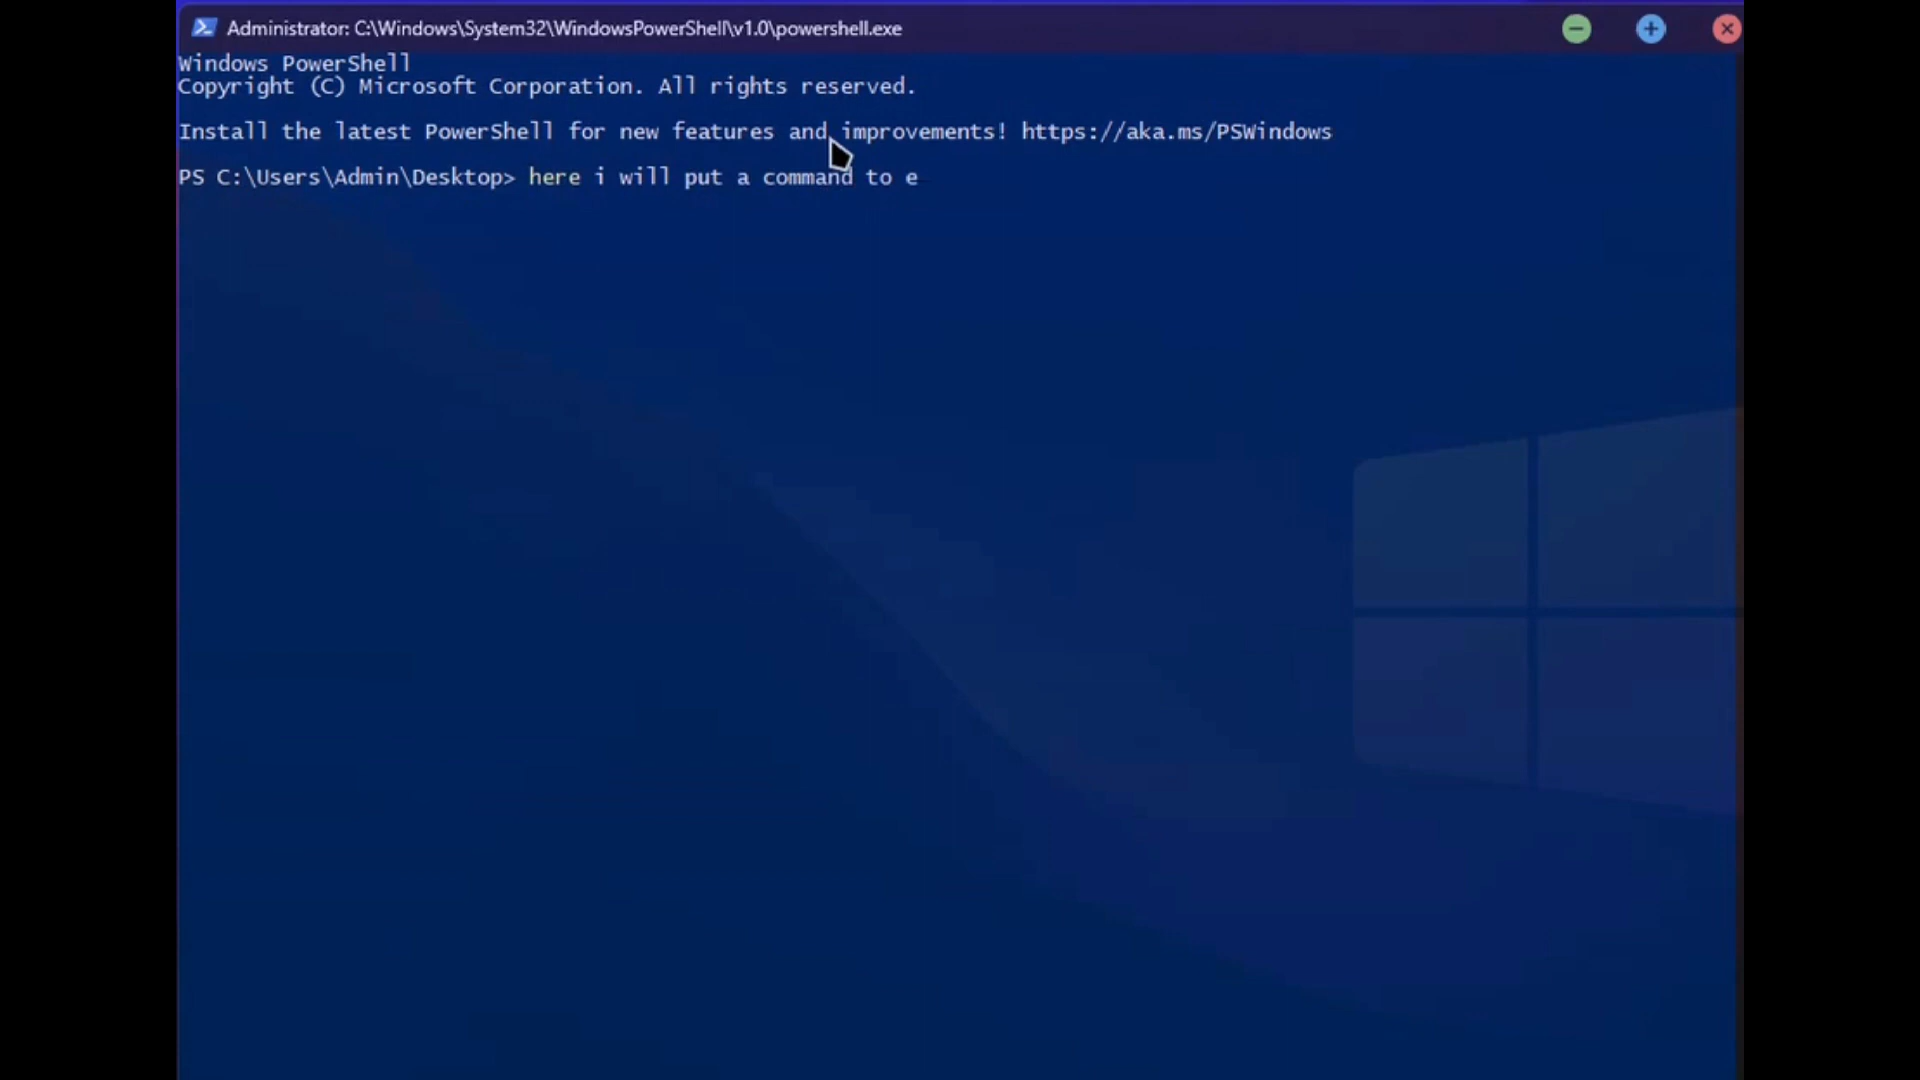 Administrator: C:\Windows\System32\WindowsPowerShell\v1.0\powershell.exe
Windows PowerShell
Copyright (C) Microsoft Corporation. All rights reserved.
Install the latest PowerShell for new features and improvements! https://aka.ms/PSWindows
PS C:\Users\Admin\Desktop> here i will put a command to e